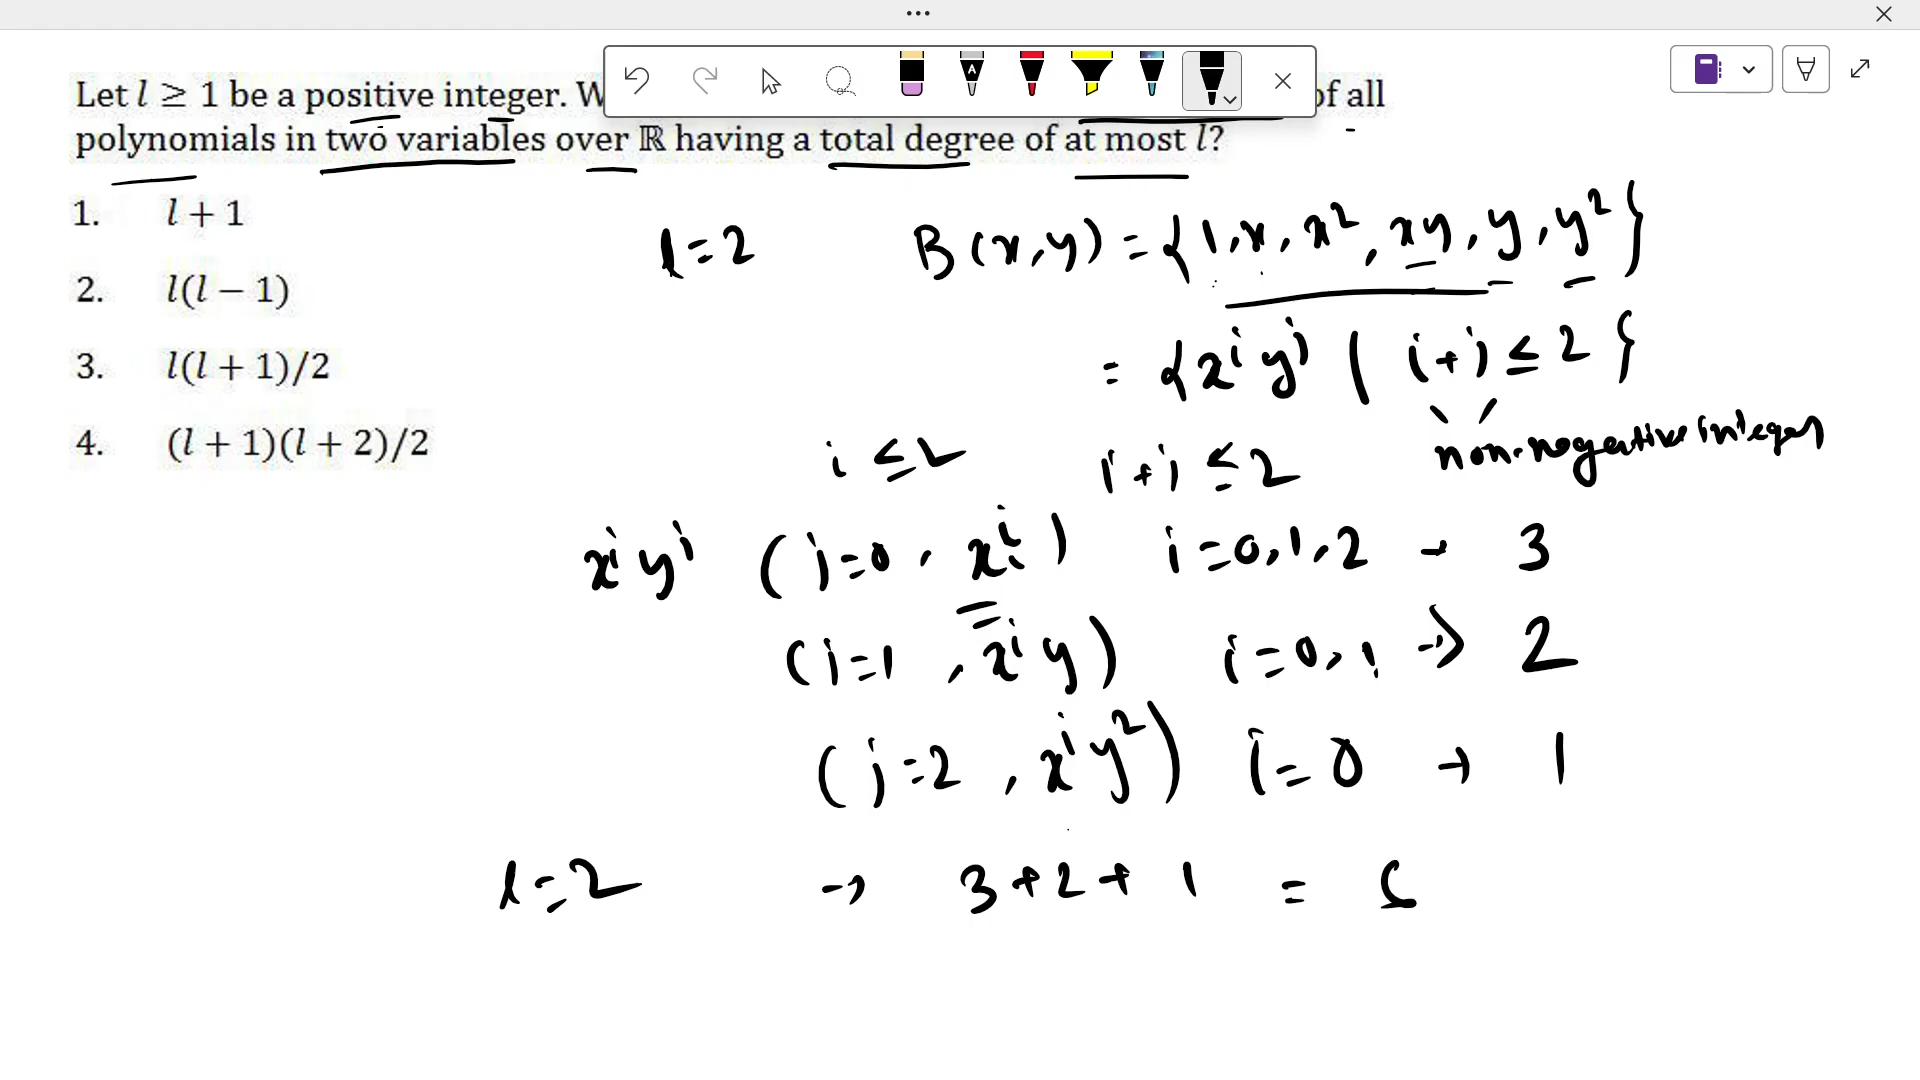 Let l ≥ 1 be a positive integer. W of all
polynomials in two variables over ℝ having a total degree of at most l?
1. l + 1
2. l(l − 1)
3. l(l + 1)/2
4. (l + 1)(l + 2)/2
l=2 B(x,y) = {1, x, x², xy, y, y²}
= {xⁱ yʲ | i+j ≤ 2}
non-negative integers
i ≤ 2 i+j ≤ 2
xⁱ yʲ (j=0, xⁱ) i=0,1,2 → 3
(j=1, xⁱ y) i=0,1 → 2
(j=2, xⁱ y²) i=0 → 1
l=2 → 3+2+1 = 6